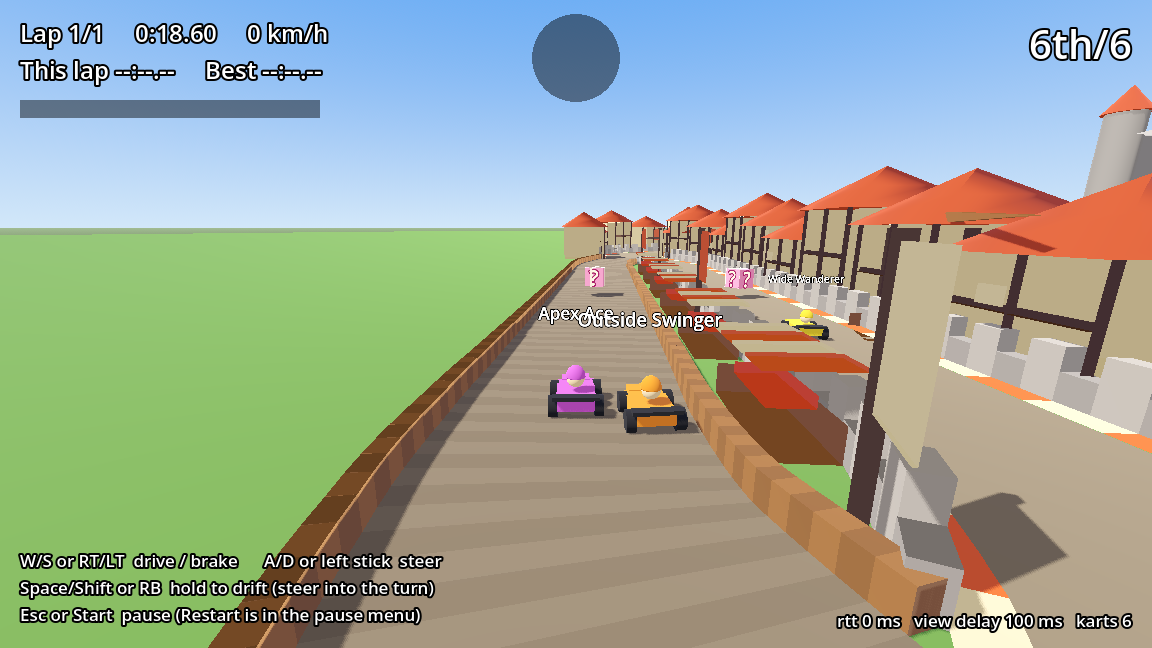 Lap 1/1 0:18.60 0 km/h
6th/6
This lap --:--.-- Best --:--.--
? ? ?
Wide Wanderer
Apex Ace
Outside Swinger
W/S or RT/LT drive / brake A/D or left stick steer
Space/Shift or RB hold to drift (steer into the turn)
Esc or Start pause (Restart is in the pause menu)
rtt 0 ms view delay 100 ms karts 6